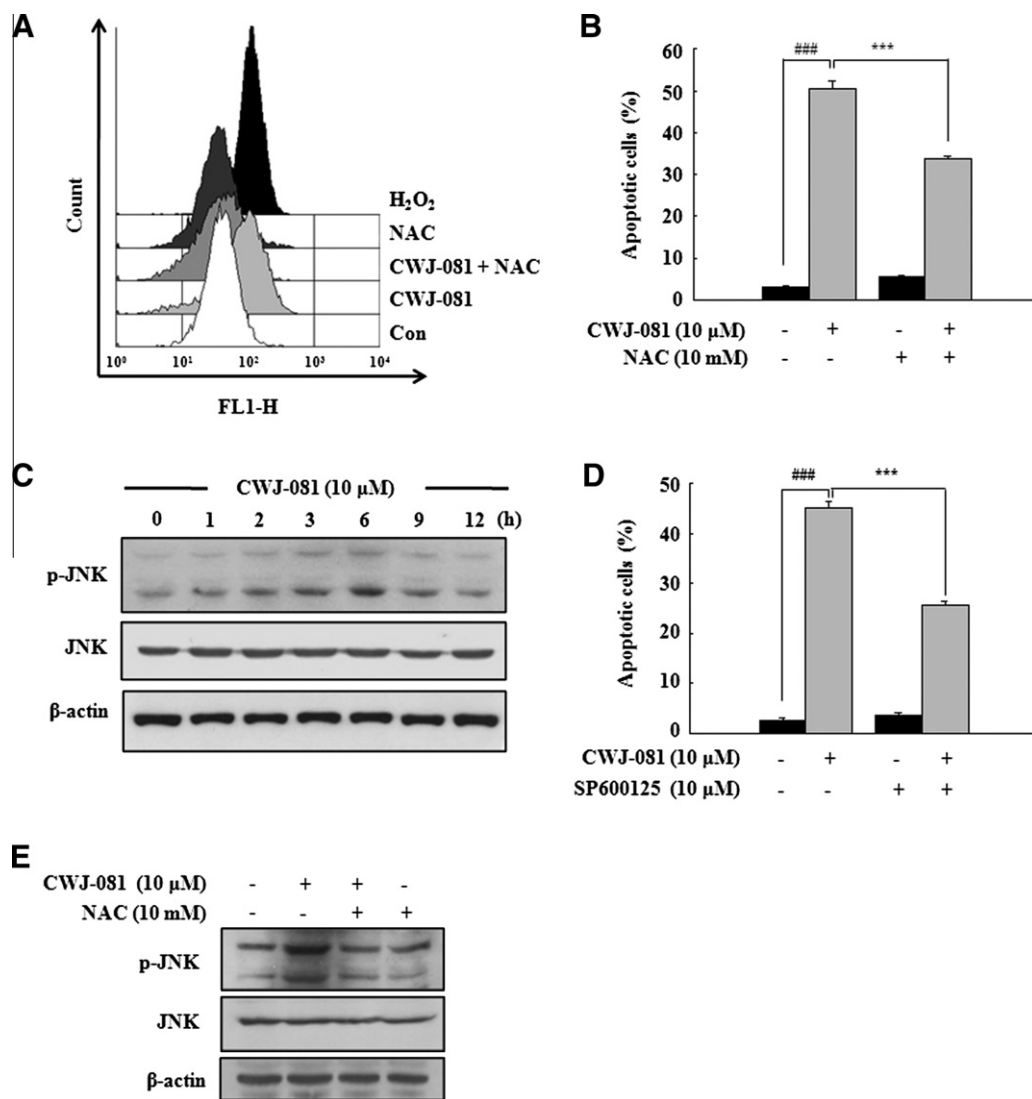 A
Count
H₂O₂
NAC
CWJ-081 + NAC
CWJ-081
Con
10⁰ 10¹ 10² 10³ 10⁴
FL1-H
B
Apoptotic cells (%)
60
50
40
30
20
10
0
### ***
CWJ-081 (10 µM) - + - +
NAC (10 mM) - - + +
C
CWJ-081 (10 µM)
0 1 2 3 6 9 12 (h)
p-JNK
JNK
β-actin
D
Apoptotic cells (%)
50
40
30
20
10
0
### ***
CWJ-081 (10 µM) - + - +
SP600125 (10 µM) - - + +
E
CWJ-081 (10 µM) - + + -
NAC (10 mM) - - + +
p-JNK
JNK
β-actin